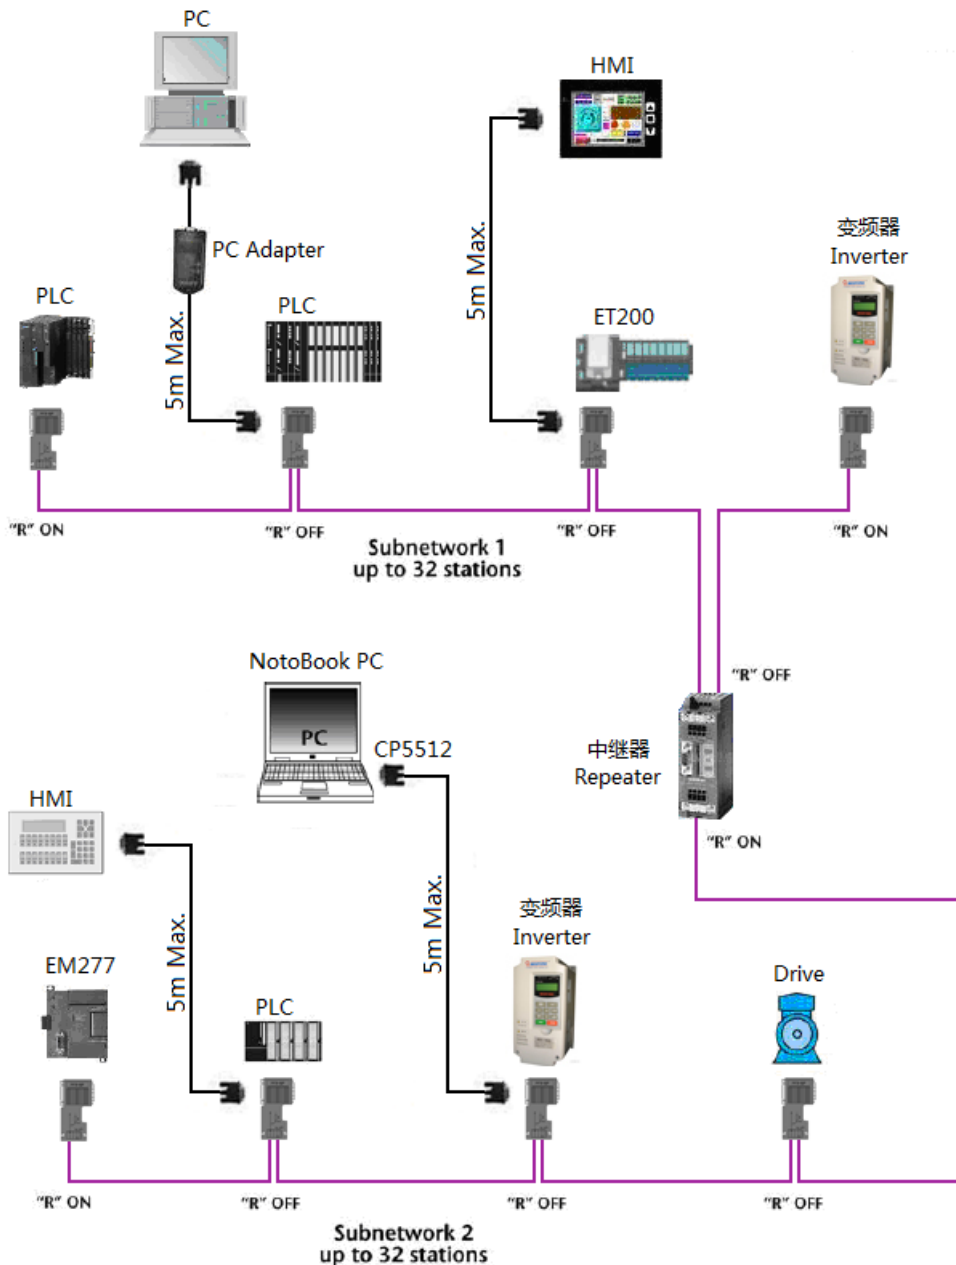 PC
HMI
变频器
Inverter
PC Adapter
5m Max.
5m Max.
PLC
PLC
ET200
"R" ON
"R" OFF
"R" OFF
"R" ON
Subnetwork 1
up to 32 stations
"R" OFF
NotoBook PC
PC
CP5512
中继器
Repeater
HMI
"R" ON
5m Max.
5m Max.
变频器
Inverter
EM277
PLC
Drive
"R" ON
"R" OFF
"R" OFF
"R" OFF
Subnetwork 2
up to 32 stations